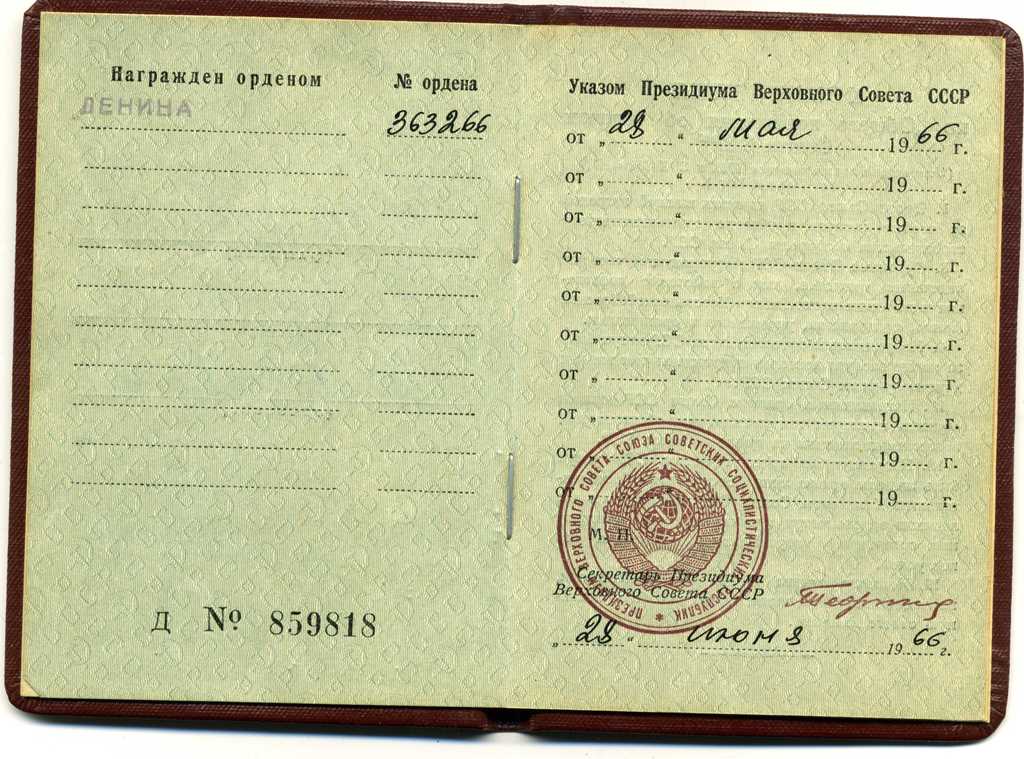 Награжден орденом № ордена
ЛЕНИНА 363266
Д № 859818
Указом Президиума Верховного Совета СССР
от „ 28 “ мая 1966 г.
от „ “ 19 г.
от „ “ 19 г.
от „ “ 19 г.
от „ “ 19 г.
от „ “ 19 г.
от „ “ 19 г.
от „ “ 19 г.
от „ “ 19 г.
от „ “ 19 г.
ПРЕЗИДИУМ ВЕРХОВНОГО СОВЕТА СОЮЗА СОВЕТСКИХ СОЦИАЛИСТИЧЕСКИХ РЕСПУБЛИК
М. П.
Секретарь Президиума
Верховного Совета СССР
„ 28 “ июня 1966 г.